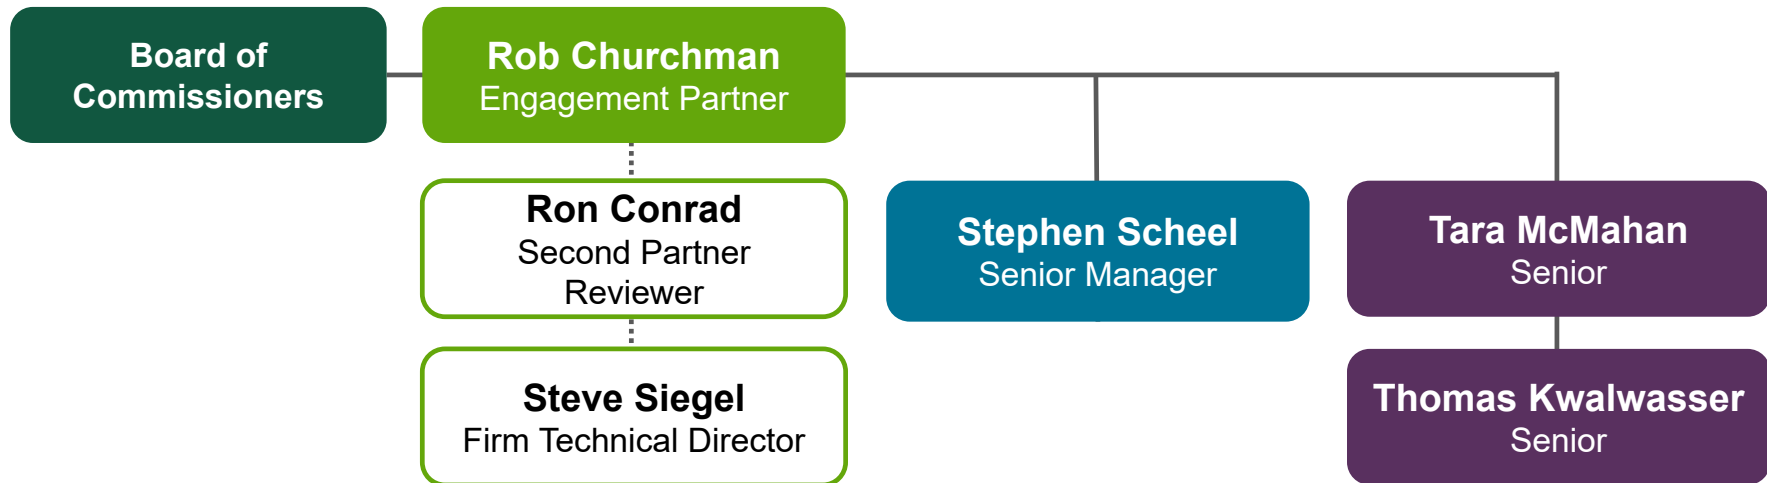 Board of
Commissioners
Rob Churchman
Engagement Partner
Ron Conrad
Second Partner
Reviewer
Steve Siegel
Firm Technical Director
Stephen Scheel
Senior Manager
Tara McMahan
Senior
Thomas Kwalwasser
Senior